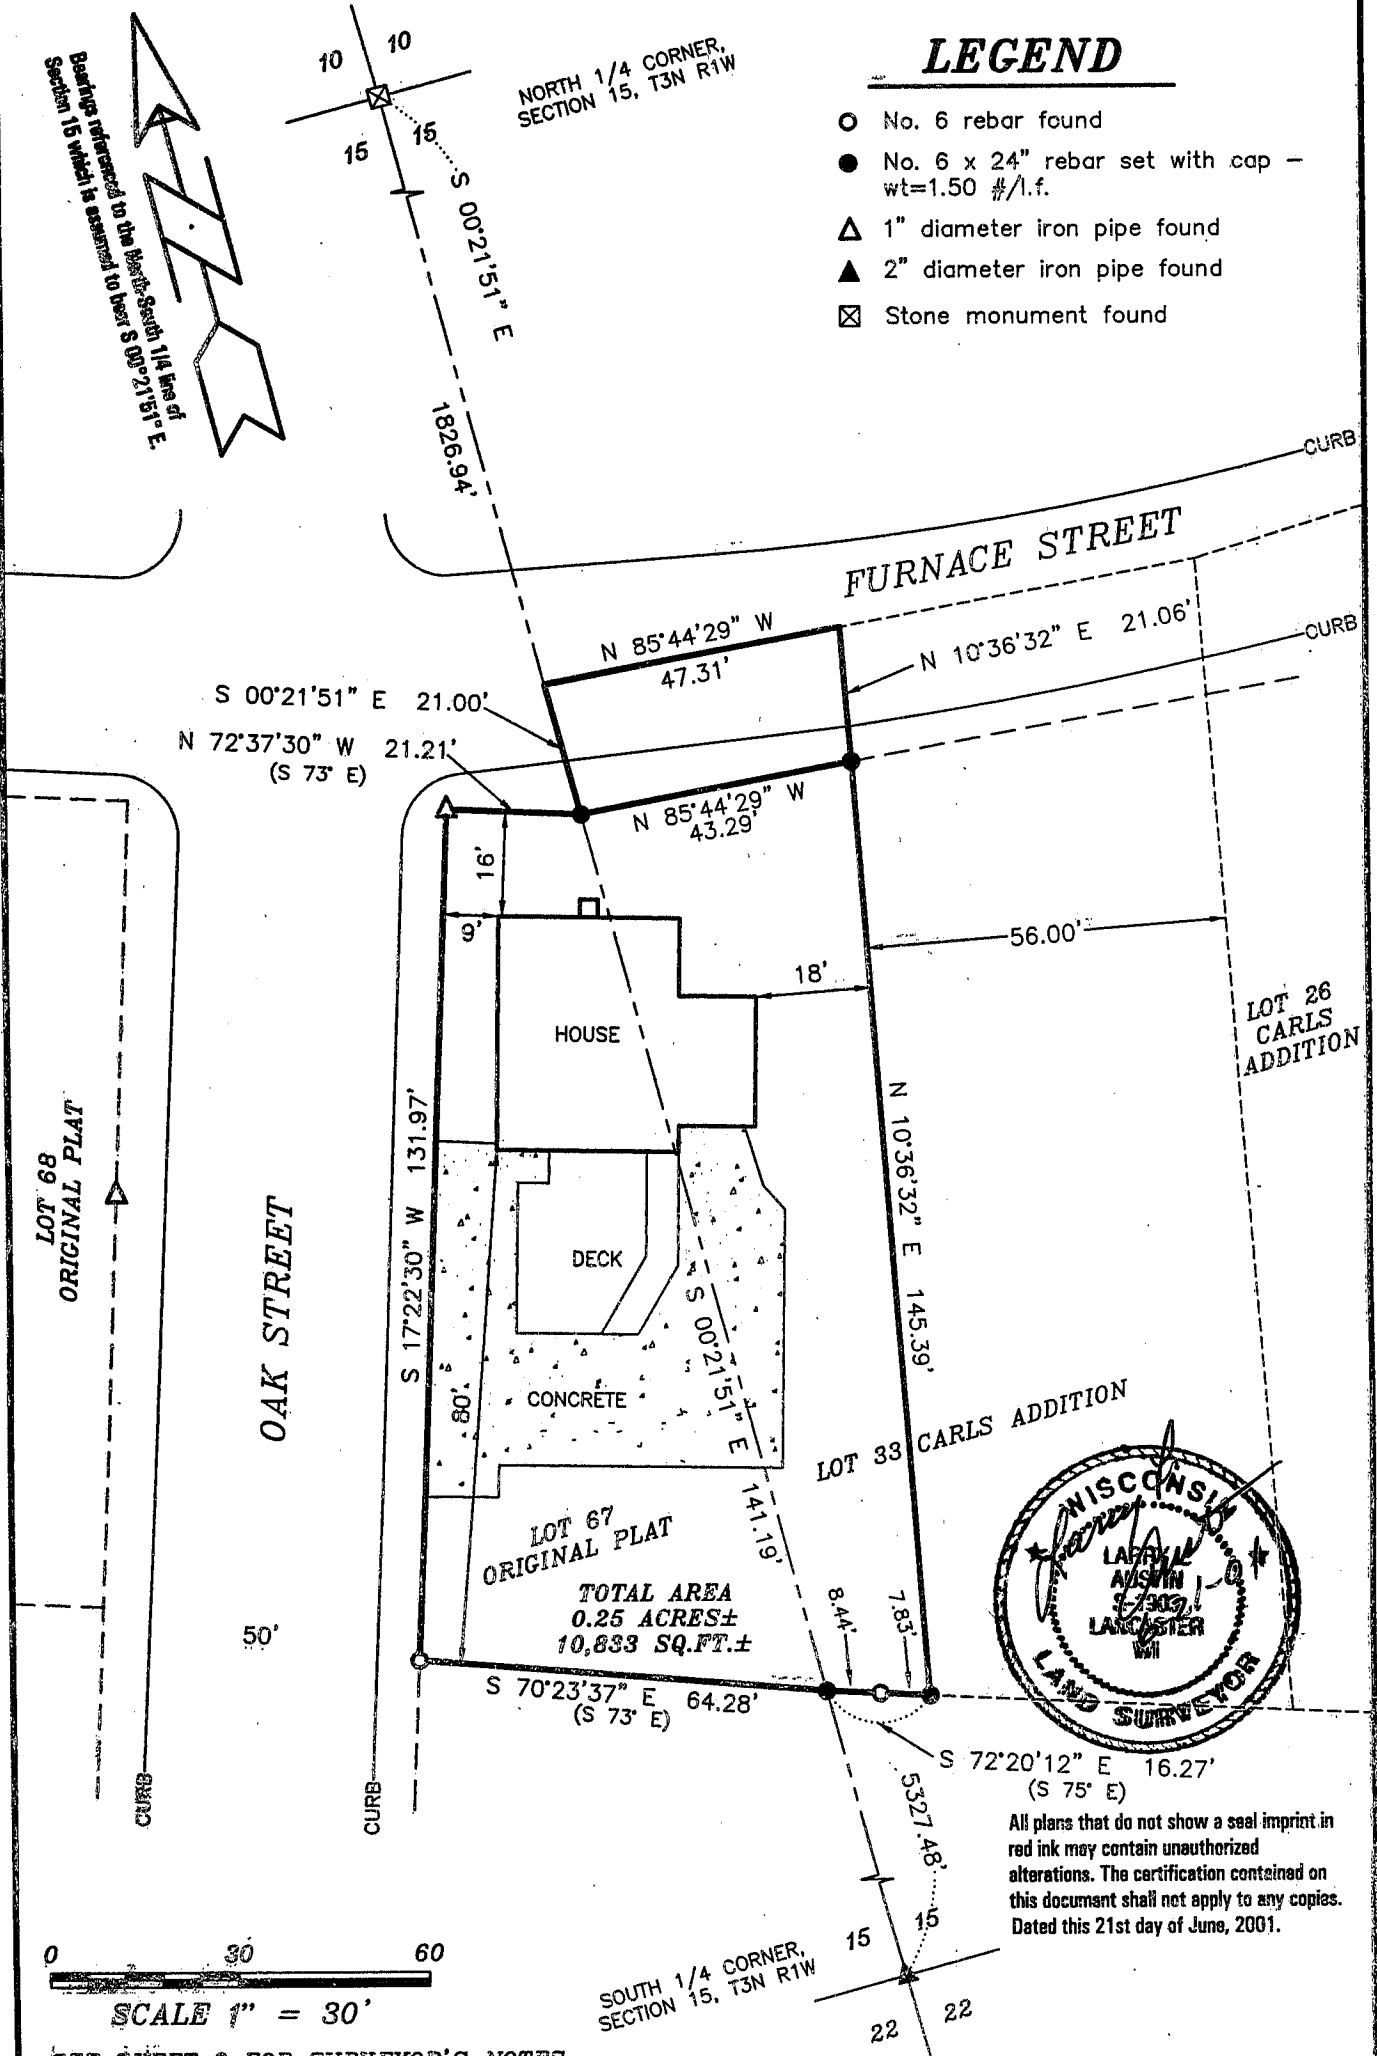 LEGEND
No. 6 rebar found
No. 6 x 24" rebar set with cap –
wt=1.50 #/l.f.
1" diameter iron pipe found
2" diameter iron pipe found
Stone monument found
10
10
15
15
NORTH 1/4 CORNER,
SECTION 15, T3N R1W
Bearings referenced to the North-South 1/4 line of
Section 15 which is assumed to bear S 00°21'51" E.
S 00°21'51" E
1826.94'
CURB
FURNACE STREET
N 85°44'29" W
47.31'
N 10°36'32" E 21.06'
CURB
S 00°21'51" E 21.00'
N 72°37'30" W 21.21'
(S 73° E)
N 85°44'29" W
43.29'
16'
9'
18'
56.00'
HOUSE
LOT 26
CARLS
ADDITION
LOT 68
ORIGINAL PLAT
OAK STREET
S 17°22'30" W 131.97'
N 10°36'32" E 145.39'
DECK
S 00°21'51" E 141.19'
80'
CONCRETE
LOT 33 CARLS ADDITION
LOT 67
ORIGINAL PLAT
TOTAL AREA
0.25 ACRES±
10,833 SQ.FT.±
50'
8.44'
7.83'
S 70°23'37" E 64.28'
(S 73° E)
WISCONSIN
LARRY L.
AUSTIN
LANCASTER
WI
LAND SURVEYOR
S 72°20'12" E 16.27'
(S 75° E)
CURB
CURB
5327.48'
All plans that do not show a seal imprint in
red ink may contain unauthorized
alterations. The certification contained on
this document shall not apply to any copies.
Dated this 21st day of June, 2001.
15
15
SOUTH 1/4 CORNER,
SECTION 15, T3N R1W
22
22
0 30 60
SCALE 1" = 30'
SEE SHEET 2 FOR SURVEYOR'S NOTES